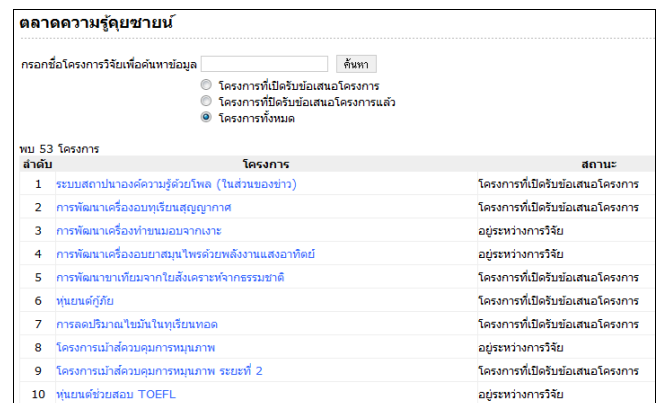 ตลาดความรู้คุยซายน์
กรอกชื่อโครงการวิจัยเพื่อค้นหาข้อมูล ค้นหา
โครงการที่เปิดรับข้อเสนอโครงการ
โครงการที่ปิดรับข้อเสนอโครงการแล้ว
โครงการทั้งหมด
พบ 53 โครงการ
ลำดับ โครงการ สถานะ
1 ระบบสถาปนาองค์ความรู้ด้วยโพล (ในส่วนของข่าว) โครงการที่เปิดรับข้อเสนอโครงการ
2 การพัฒนาเครื่องอบทุเรียนสุญญากาศ โครงการที่เปิดรับข้อเสนอโครงการ
3 การพัฒนาเครื่องทำขนมอบจากเงาะ อยู่ระหว่างการวิจัย
4 การพัฒนาเครื่องอบยาสมุนไพรด้วยพลังงานแสงอาทิตย์ อยู่ระหว่างการวิจัย
5 การพัฒนาขาเทียมจากใยสังเคราะห์จากธรรมชาติ โครงการที่เปิดรับข้อเสนอโครงการ
6 หุ่นยนต์กู้ภัย โครงการที่เปิดรับข้อเสนอโครงการ
7 การลดปริมาณไขมันในทุเรียนทอด โครงการที่เปิดรับข้อเสนอโครงการ
8 โครงการเม้าส์ควบคุมการหมุนภาพ อยู่ระหว่างการวิจัย
9 โครงการเม้าส์ควบคุมการหมุนภาพ ระยะที่ 2 โครงการที่เปิดรับข้อเสนอโครงการ
10 หุ่นยนต์ช่วยสอบ TOEFL อยู่ระหว่างการวิจัย